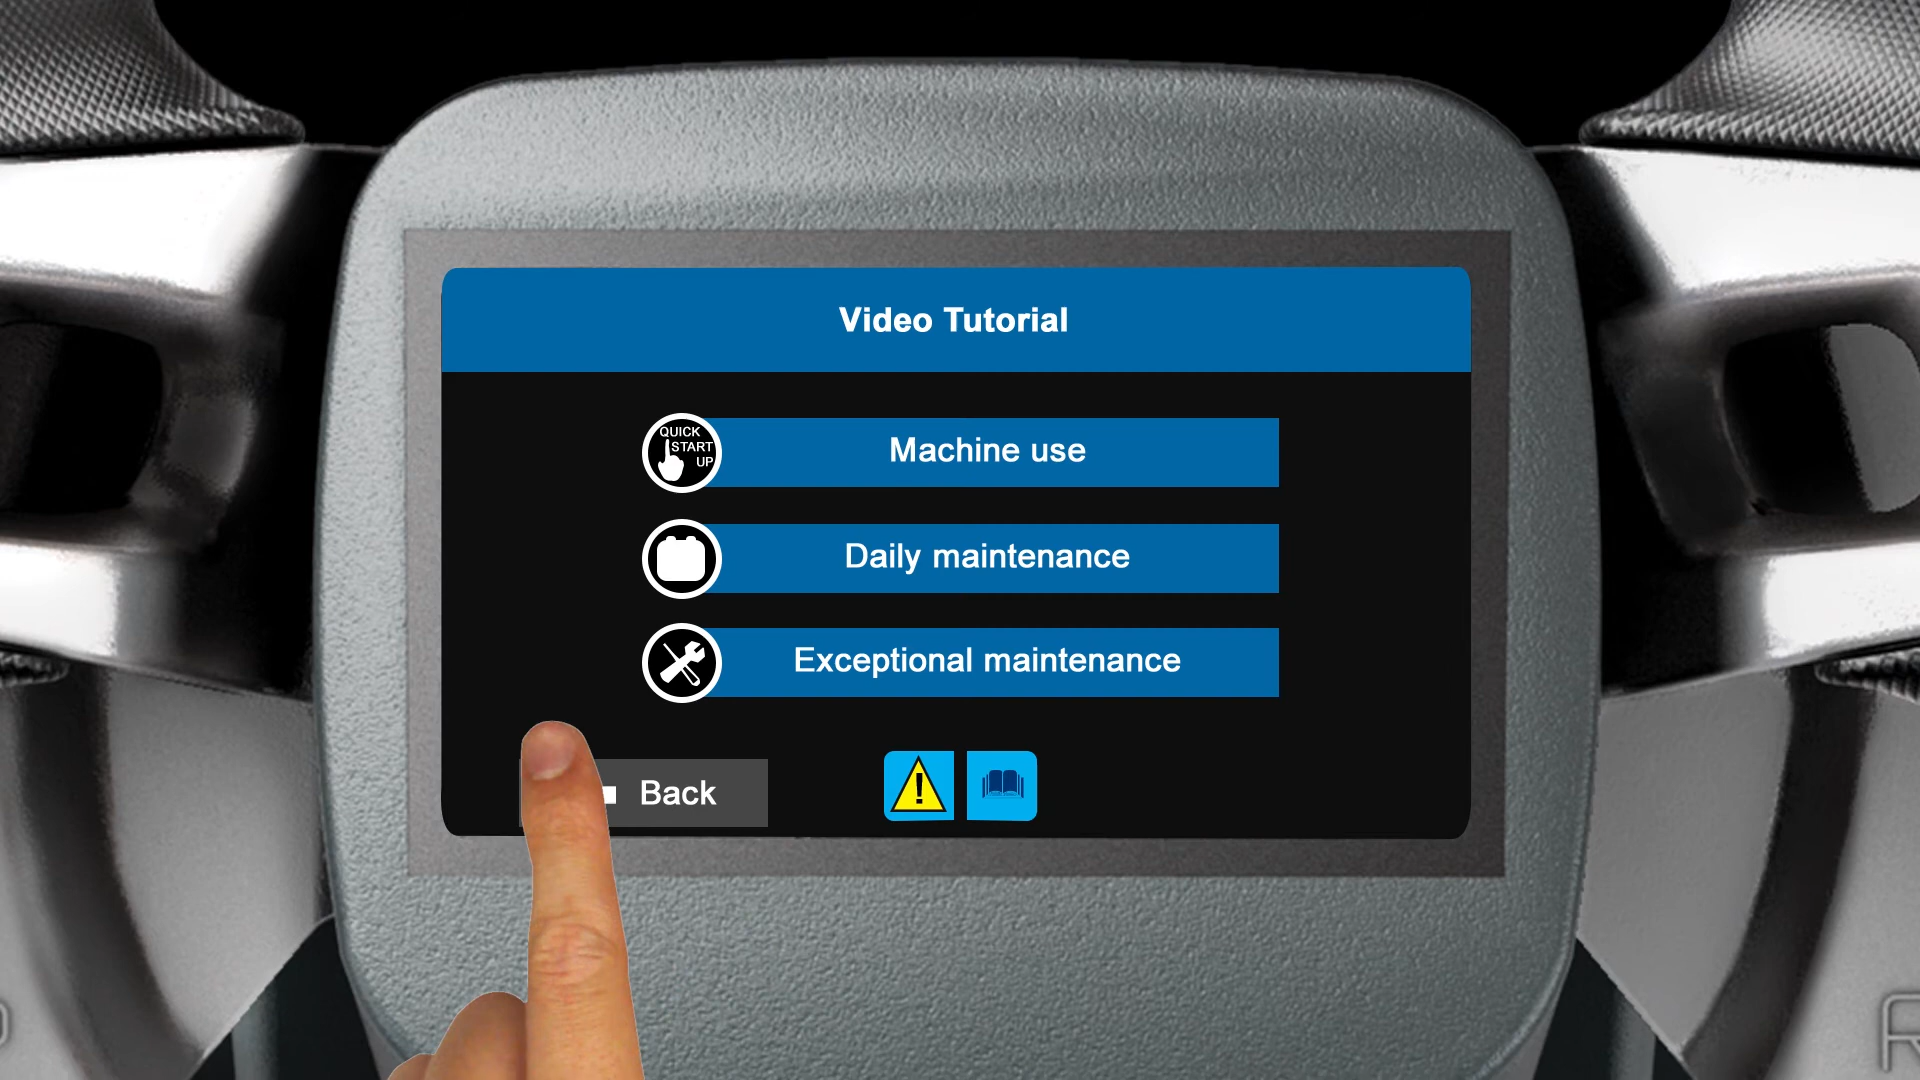 Video Tutorial
QUICK
START
UP
Machine use
Daily maintenance
Exceptional maintenance
Back
!
R